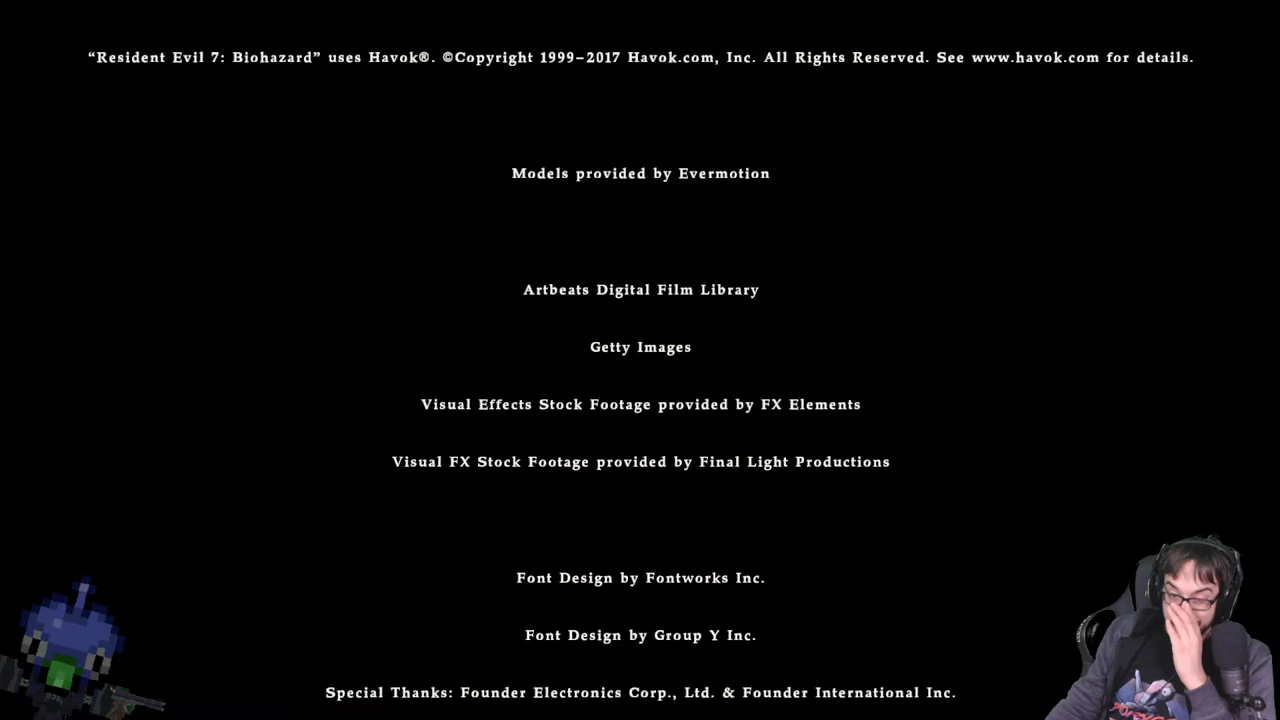 “Resident Evil 7: Biohazard” uses Havok®. ©Copyright 1999–2017 Havok.com, Inc. All Rights Reserved. See www.havok.com for details.
Models provided by Evermotion
Artbeats Digital Film Library
Getty Images
Visual Effects Stock Footage provided by FX Elements
Visual FX Stock Footage provided by Final Light Productions
Font Design by Fontworks Inc.
Font Design by Group Y Inc.
Special Thanks: Founder Electronics Corp., Ltd. & Founder International Inc.